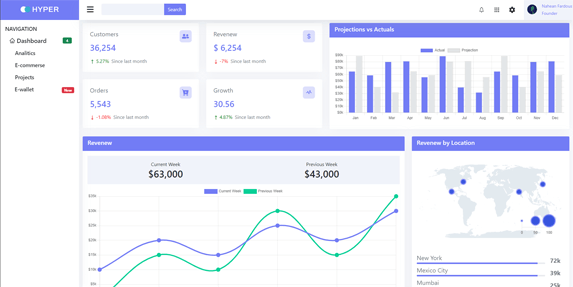 HYPER
Search
Naheen Ferdous
Founder
NAVIGATION
Dashboard 4
Analitics
E-commerse
Projects
E-wallet New
Customers
36,254
↑ 5.27% Since last month
Revenew
$ 6,254
↓ -1% Since last month
Orders
5,543
↓ -1.08% Since last month
Growth
30.56
↑ 4.67% Since last month
Projections vs Actuals
Actual Projection
$90k
$80k
$70k
$60k
$50k
$40k
$30k
$20k
$10k
$0k
Jan Feb Mar Apr May Jun Jul Aug Sep Oct Nov Dec
Revenew
Current Week
$63,000
Previous Week
$43,000
Current Week Previous Week
$35k
$30k
$25k
$20k
$15k
$10k
$5k
Revenew by Location
0 50 100
New York 72k
Mexico City 39k
Mumbai 25k